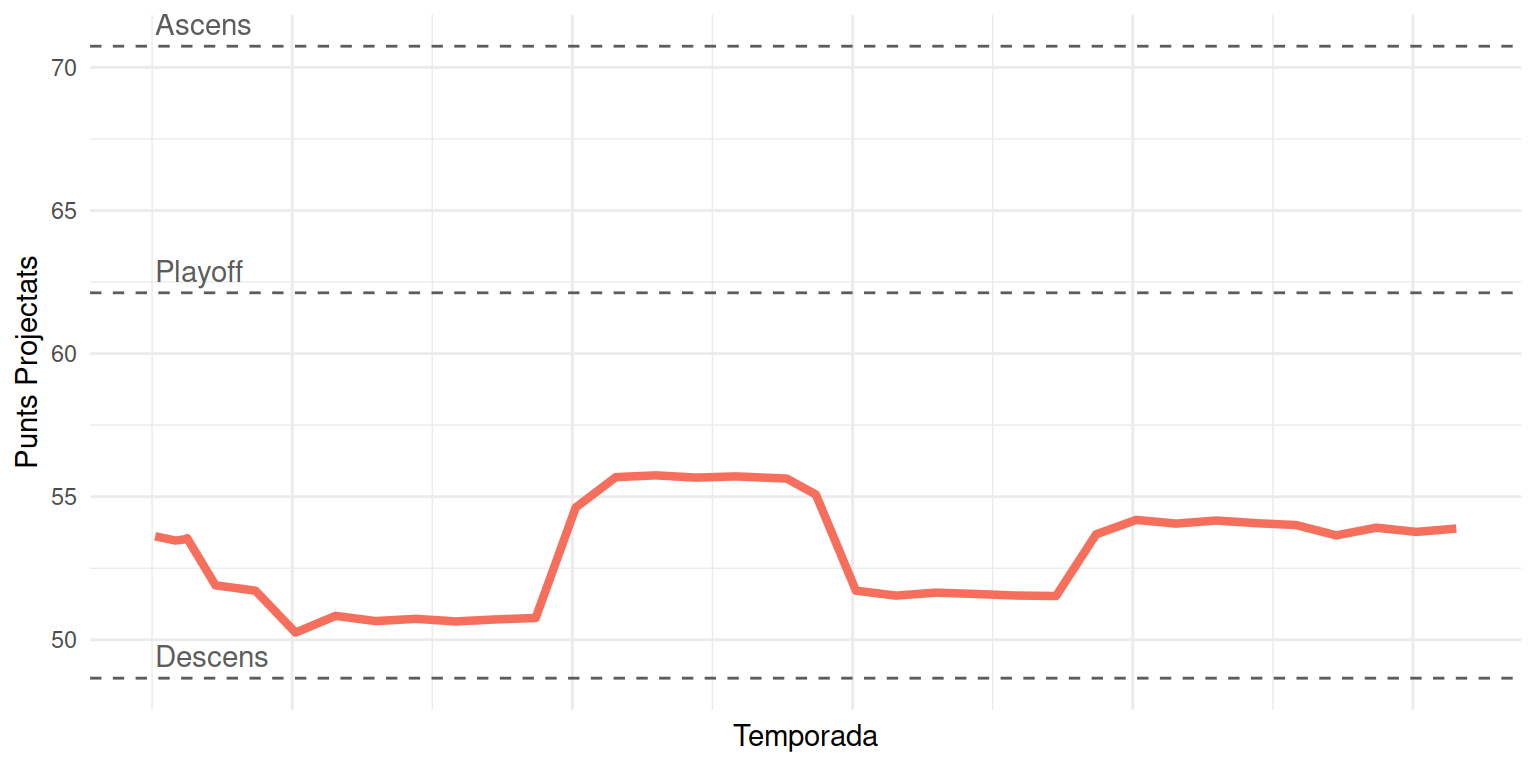 Ascens
70
65
Playoff
60
55
50
Descens
Punts Projectats
Temporada